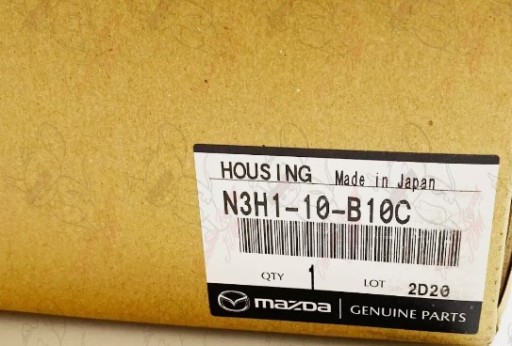 HOUSING Made in Japan
N3H1-10-B10C
QTY 1 LOT 2D20
mazda GENUINE PARTS